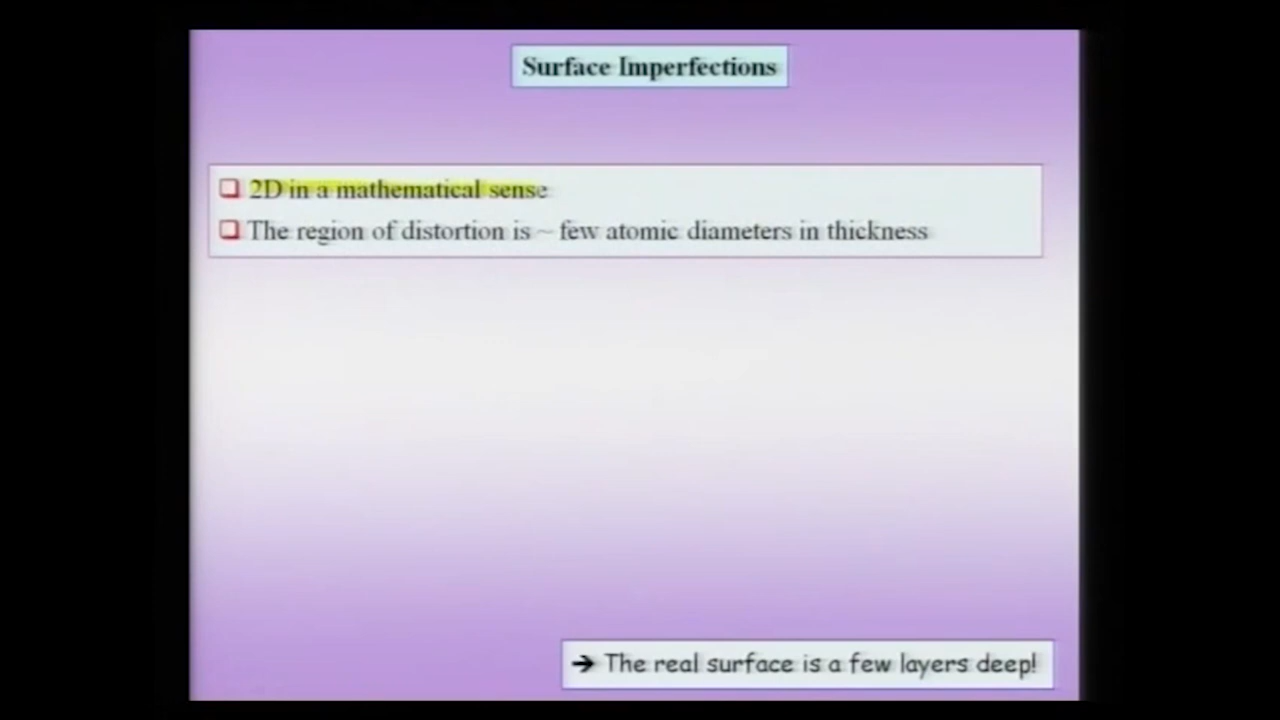 Surface Imperfections
2D in a mathematical sense
The region of distortion is ~ few atomic diameters in thickness
➔ The real surface is a few layers deep!